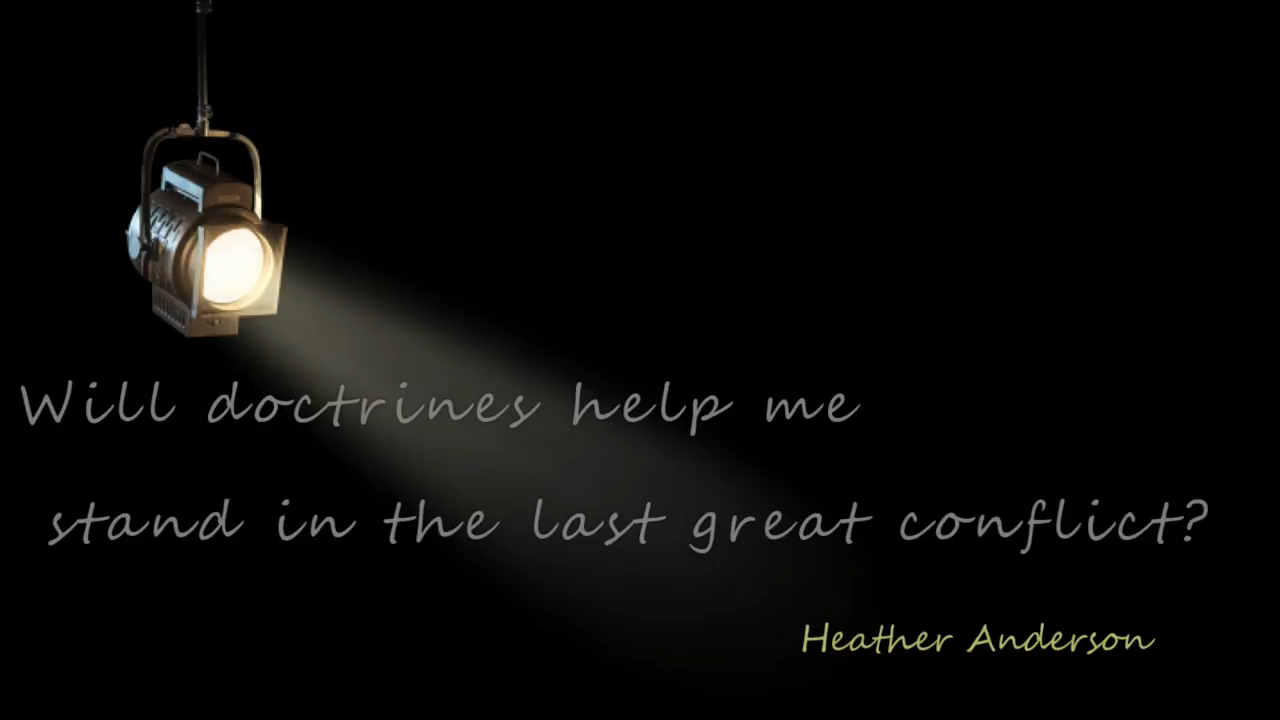 Will doctrines help me
stand in the last great conflict?
Heather Anderson